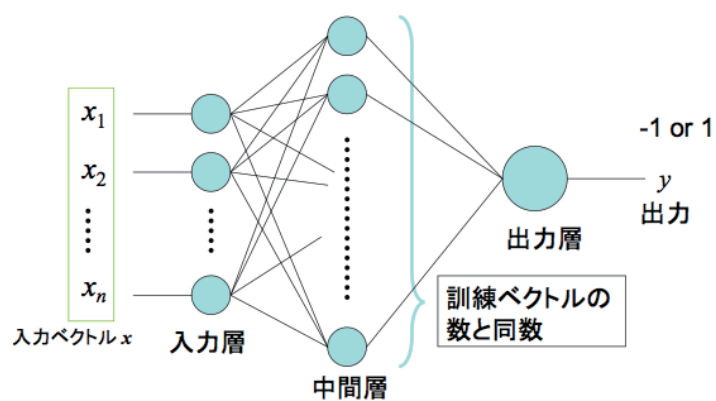 x1
x2
xn
入力ベクトル x
入力層
中間層
出力層
訓練ベクトルの
数と同数
-1 or 1
y
出力